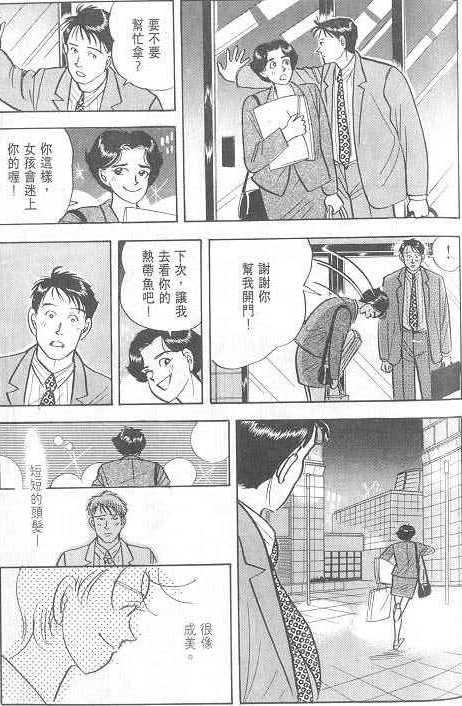 要不要
幫忙拿？
你這樣，
女孩會迷上
你的喔！
！
謝謝你
幫我開門！
下次，讓我
去看你的
熱帶魚吧！
短短的頭髮—
很像
成美。